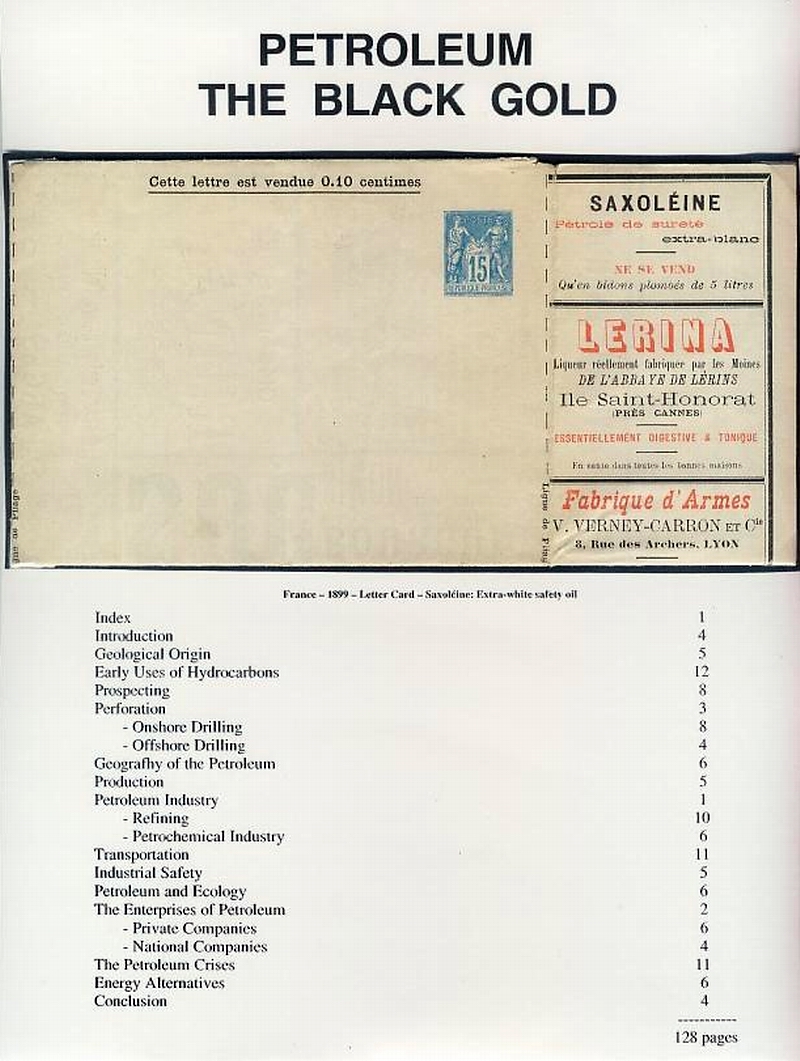 PETROLEUM
THE BLACK GOLD
Cette lettre est vendue 0.10 centimes
15
SAXOLÉINE
Pétrole de sureté
extra-blanc
NE SE VEND
Qu'en bidons plombés de 5 litres
LERINA
Liqueur réellement fabriquée par les Moines
DE L'ABBAYE DE LÉRINS
Ile Saint-Honorat
(PRÈS CANNES)
ESSENTIELLEMENT DIGESTIVE & TONIQUE
En vente dans toutes les bonnes maisons
Fabrique d'Armes
V. VERNEY-CARRON ET Cie
8, Rue des Archers, LYON
gne de Pliage
Ligne de Pliag
France – 1899 – Letter Card – Saxoléine: Extra-white safety oil
Index 1
Introduction 4
Geological Origin 5
Early Uses of Hydrocarbons 12
Prospecting 8
Perforation 3
- Onshore Drilling 8
- Offshore Drilling 4
Geografhy of the Petroleum 6
Production 5
Petroleum Industry 1
- Refining 10
- Petrochemical Industry 6
Transportation 11
Industrial Safety 5
Petroleum and Ecology 6
The Enterprises of Petroleum 2
- Private Companies 6
- National Companies 4
The Petroleum Crises 11
Energy Alternatives 6
Conclusion 4
-----------
128 pages